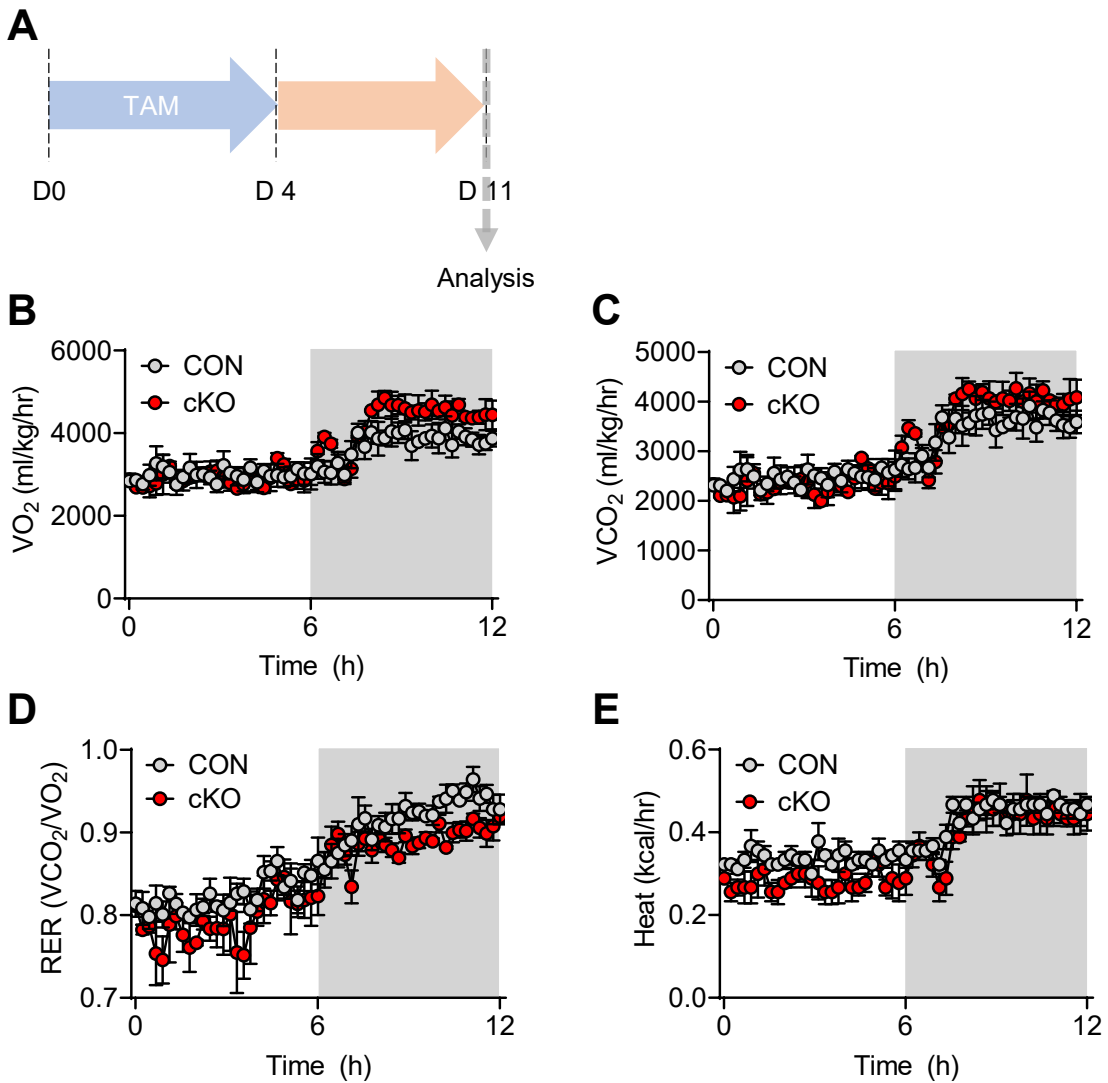 A
TAM
D0
D 4
D 11
Analysis
B
VO₂ (ml/kg/hr)
6000
4000
2000
0
CON
cKO
0
6
12
Time (h)
C
VCO₂ (ml/kg/hr)
5000
4000
3000
2000
1000
0
CON
cKO
0
6
12
Time (h)
D
RER (VCO₂/VO₂)
1.0
0.9
0.8
0.7
CON
cKO
0
6
12
Time (h)
E
Heat (kcal/hr)
0.6
0.4
0.2
0.0
CON
cKO
0
6
12
Time (h)